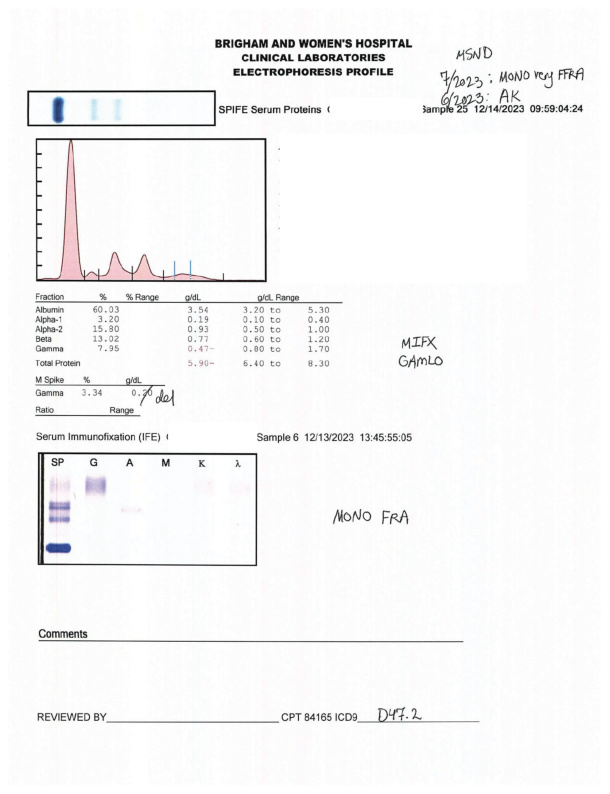 BRIGHAM AND WOMEN'S HOSPITAL
CLINICAL LABORATORIES
ELECTROPHORESIS PROFILE
MSND
7/2023: MONO very FFRA
6/2023: AK
SPIFE Serum Proteins (
Sample 25 12/14/2023 09:59:04:24
Fraction % % Range g/dL g/dL Range
Albumin 60.03 3.54 3.20 to 5.30
Alpha-1 3.20 0.19 0.10 to 0.40
Alpha-2 15.80 0.93 0.50 to 1.00
Beta 13.02 0.77 0.60 to 1.20
Gamma 7.95 0.47- 0.80 to 1.70
Total Protein 5.90- 6.40 to 8.30
MIFX
GAMLO
M Spike % g/dL
Gamma 3.34 0.20 del
Ratio Range
Serum Immunofixation (IFE) (
Sample 6 12/13/2023 13:45:55:05
SP G A M K λ
MONO FRA
Comments
REVIEWED BY CPT 84165 ICD9 D47.2